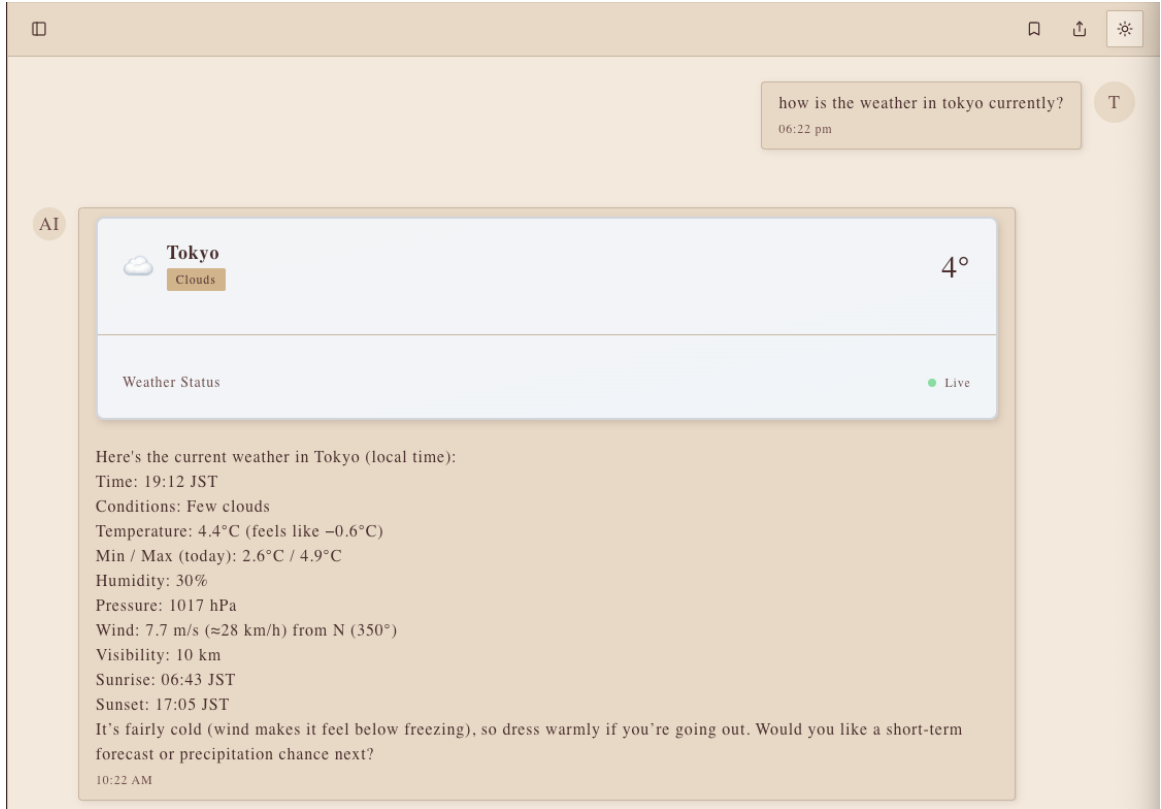 how is the weather in tokyo currently?
06:22 pm
T
AI
Tokyo
Clouds
4°
Weather Status
Live
Here's the current weather in Tokyo (local time):
Time: 19:12 JST
Conditions: Few clouds
Temperature: 4.4°C (feels like −0.6°C)
Min / Max (today): 2.6°C / 4.9°C
Humidity: 30%
Pressure: 1017 hPa
Wind: 7.7 m/s (≈28 km/h) from N (350°)
Visibility: 10 km
Sunrise: 06:43 JST
Sunset: 17:05 JST
It’s fairly cold (wind makes it feel below freezing), so dress warmly if you’re going out. Would you like a short-term
forecast or precipitation chance next?
10:22 AM